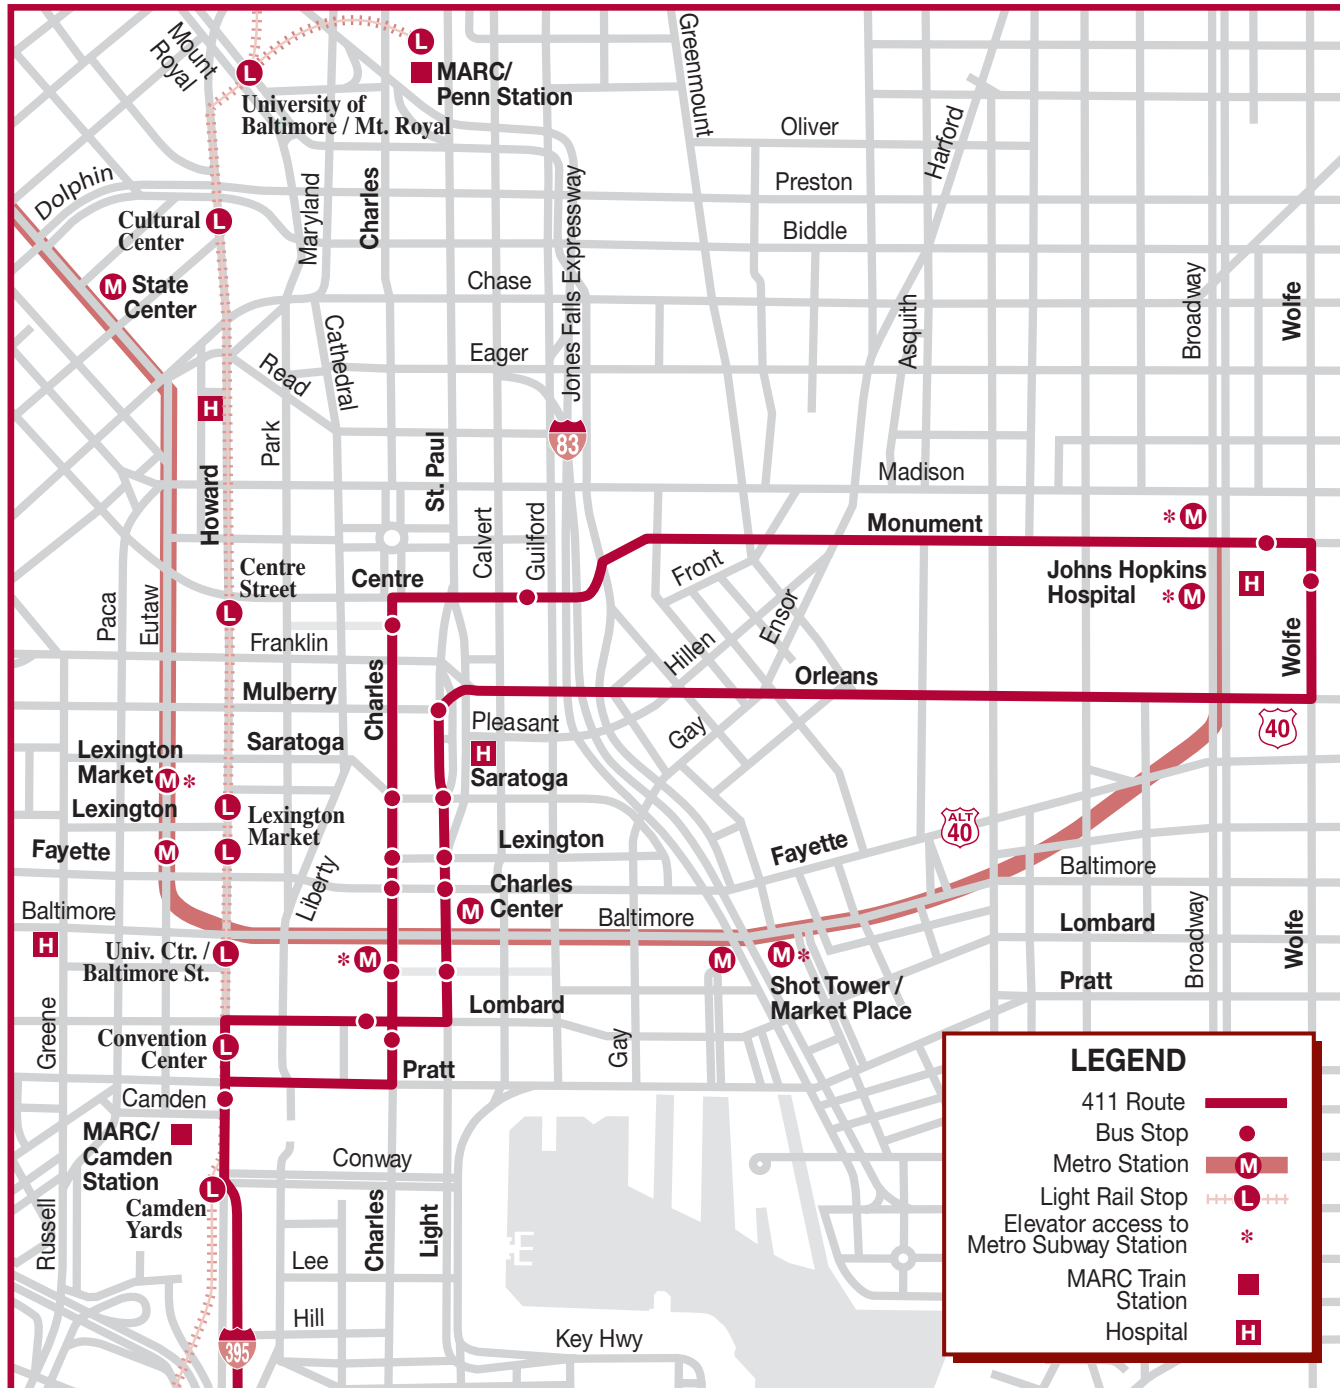 Mount
Royal
Greenmount
MARC/
Penn Station
University of
Baltimore / Mt. Royal
Oliver
Harford
Preston
Dolphin
Maryland
Charles
Jones Falls Expressway
Cultural
Center
Biddle
State
Center
Chase
Broadway
Wolfe
Asquith
Cathedral
Eager
Read
H
Park
St. Paul
83
Madison
Howard
Monument
Calvert
Guilford
Centre
Street
Centre
Front
Johns Hopkins
Hospital
H
Paca
Eutaw
Ensor
Franklin
Hillen
Wolfe
Mulberry
Charles
Orleans
Pleasant
Gay
40
Saratoga
H
Saratoga
Lexington
Market
Lexington
Lexington
Market
ALT
40
Fayette
Lexington
Fayette
Liberty
Charles
Center
Baltimore
Baltimore
Baltimore
H
Lombard
Broadway
Wolfe
Univ. Ctr. /
Baltimore St.
Shot Tower /
Market Place
Pratt
Greene
Lombard
Convention
Center
Gay
Pratt
Camden
MARC/
Camden
Station
Conway
Camden
Yards
Russell
Charles
Light
E
Lee
Hill
Key Hwy
395
LEGEND
411 Route
Bus Stop
Metro Station M
Light Rail Stop L
Elevator access to
Metro Subway Station *
MARC Train
Station
Hospital H